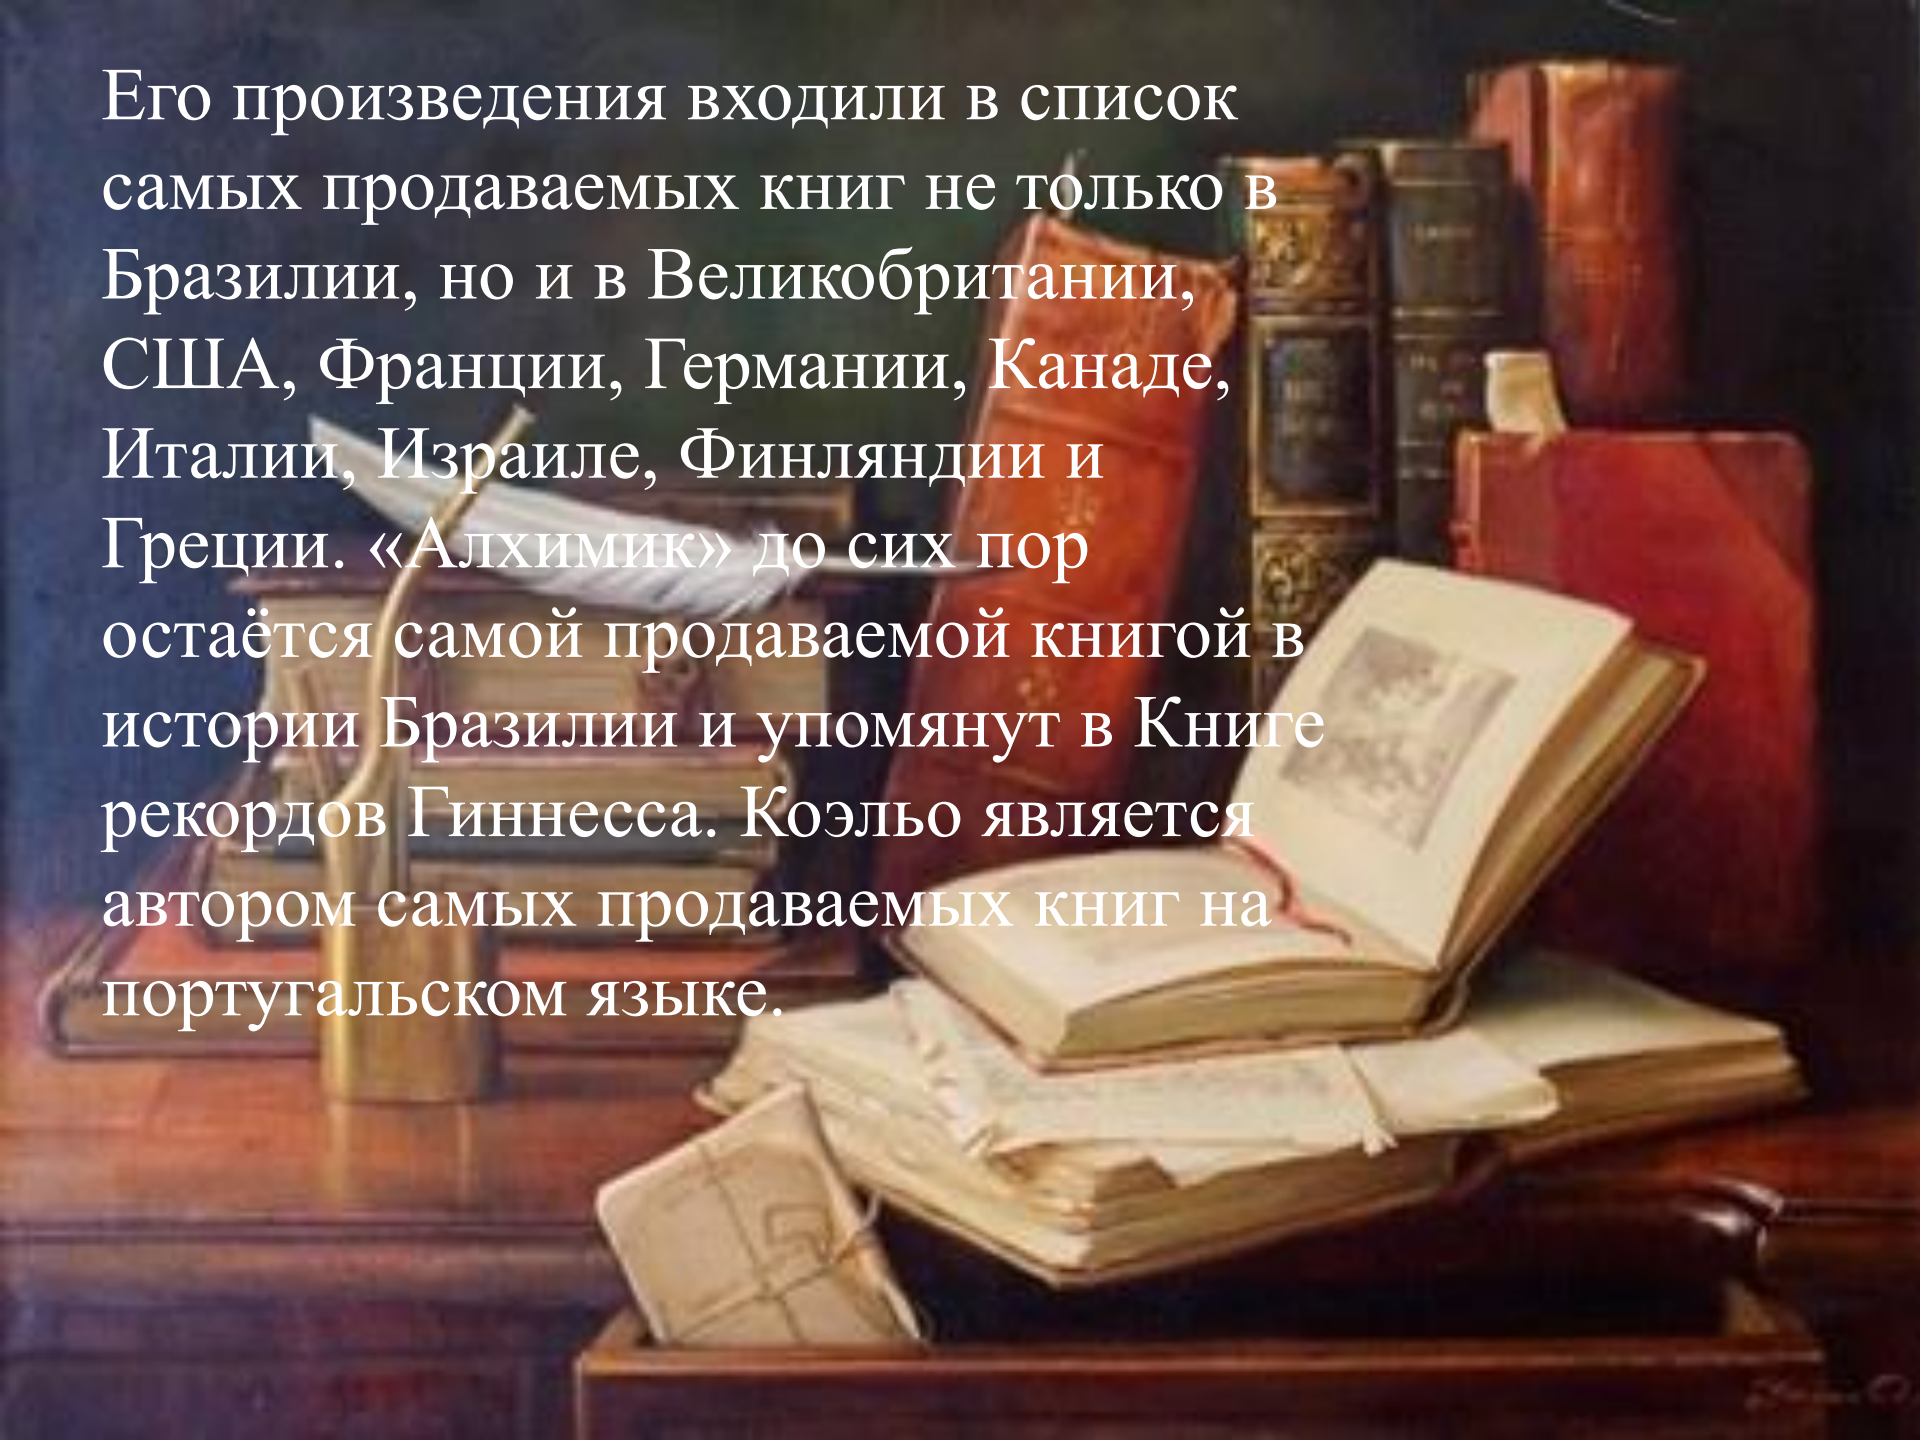 Его произведения входили в список
самых продаваемых книг не только в
Бразилии, но и в Великобритании,
США, Франции, Германии, Канаде,
Италии, Израиле, Финляндии и
Греции. «Алхимик» до сих пор
остаётся самой продаваемой книгой в
истории Бразилии и упомянут в Книге
рекордов Гиннесса. Коэльо является
автором самых продаваемых книг на
португальском языке.